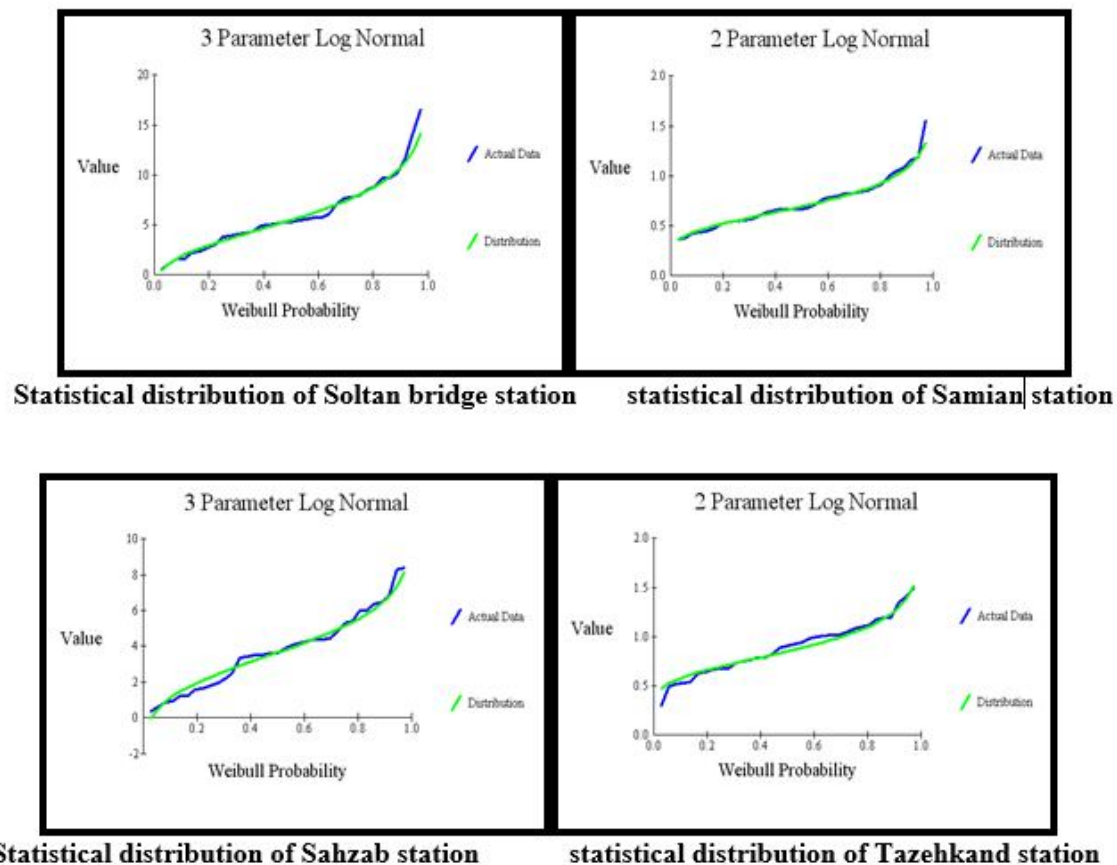 3 Parameter Log Normal
20
15
10
5
0
Value
0.0 0.2 0.4 0.6 0.8 1.0
Weibull Probability
Actual Data
Distribution
2 Parameter Log Normal
2.0
1.5
1.0
0.5
0.0
Value
0.0 0.2 0.4 0.6 0.8 1.0
Weibull Probability
Actual Data
Distribution
Statistical distribution of Soltan bridge station
statistical distribution of Samian station
3 Parameter Log Normal
10
8
6
4
2
0
-2
Value
0.2 0.4 0.6 0.8 1.0
Weibull Probability
Actual Data
Distribution
2 Parameter Log Normal
2.0
1.5
1.0
0.5
0.0
Value
0.0 0.2 0.4 0.6 0.8 1.0
Weibull Probability
Actual Data
Distribution
Statistical distribution of Sahzab station
statistical distribution of Tazehkand station